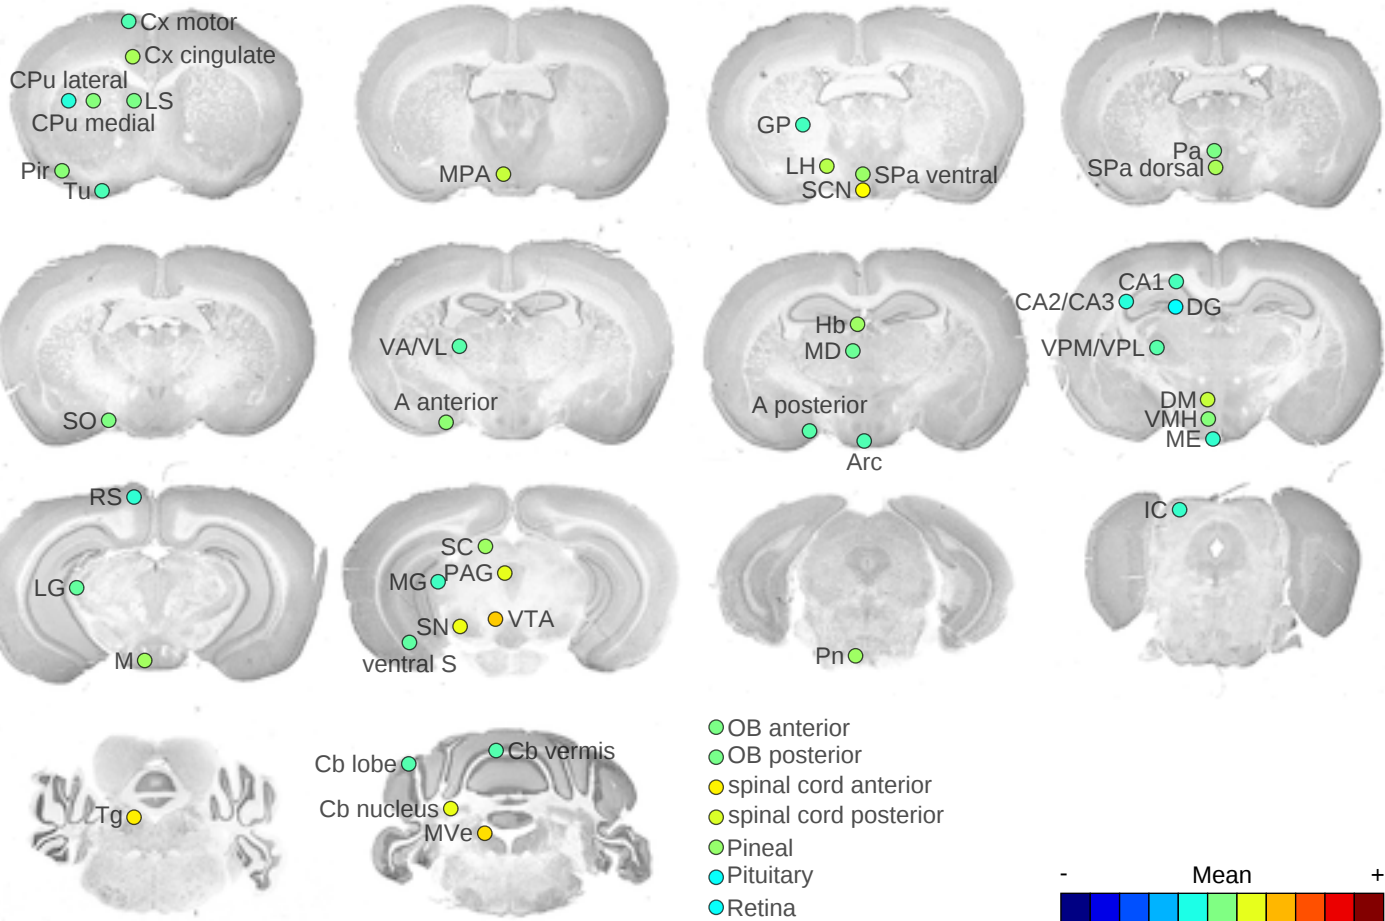 Cx motor
Cx cingulate
CPu lateral
LS
CPu medial
Pir
Tu
MPA
GP
LH
SPa ventral
SCN
Pa
SPa dorsal
SO
VA/VL
A anterior
Hb
MD
A posterior
Arc
CA1
CA2/CA3
DG
VPM/VPL
DM
VMH
ME
RS
LG
M
SC
PAG
MG
SN
VTA
ventral S
Pn
IC
Tg
Cb vermis
Cb lobe
Cb nucleus
MVe
OB anterior
OB posterior
spinal cord anterior
spinal cord posterior
Pineal
Pituitary
Retina
- Mean +